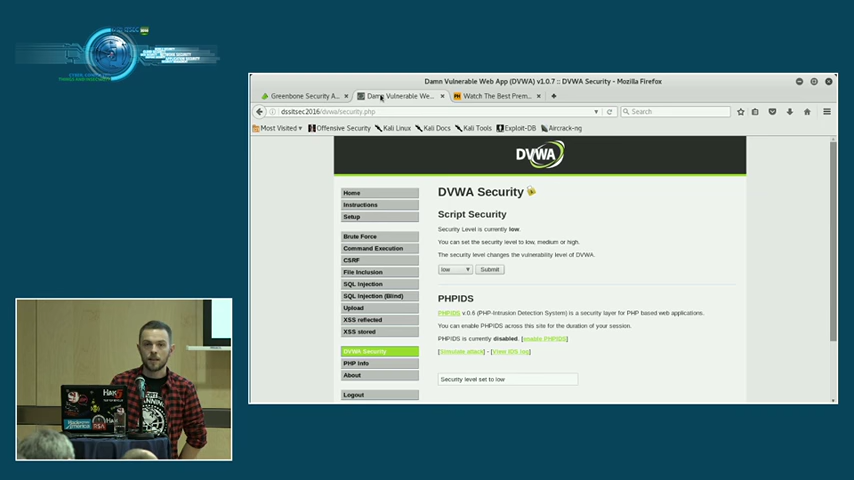 Damn Vulnerable Web App (DVWA) v1.0.7 :: DVWA Security - Mozilla Firefox
Greenbone Security A... ×
Damn Vulnerable We... ×
Watch The Best Prem... ×
dssitsec2016/dvwa/security.php
Search
Most Visited
Offensive Security
Kali Linux
Kali Docs
Kali Tools
Exploit-DB
Aircrack-ng
DVWA
Home
Instructions
Setup
Brute Force
Command Execution
CSRF
File Inclusion
SQL Injection
SQL Injection (Blind)
Upload
XSS reflected
XSS stored
DVWA Security
PHP Info
About
Logout
DVWA Security
Script Security
Security Level is currently low.
You can set the security level to low, medium or high.
The security level changes the vulnerability level of DVWA.
low
Submit
PHPIDS
PHPIDS v.0.6 (PHP-Intrusion Detection System) is a security layer for PHP based web applications.
You can enable PHPIDS across this site for the duration of your session.
PHPIDS is currently disabled. [enable PHPIDS]
[Simulate attack] - [View IDS log]
Security level set to low
RSA